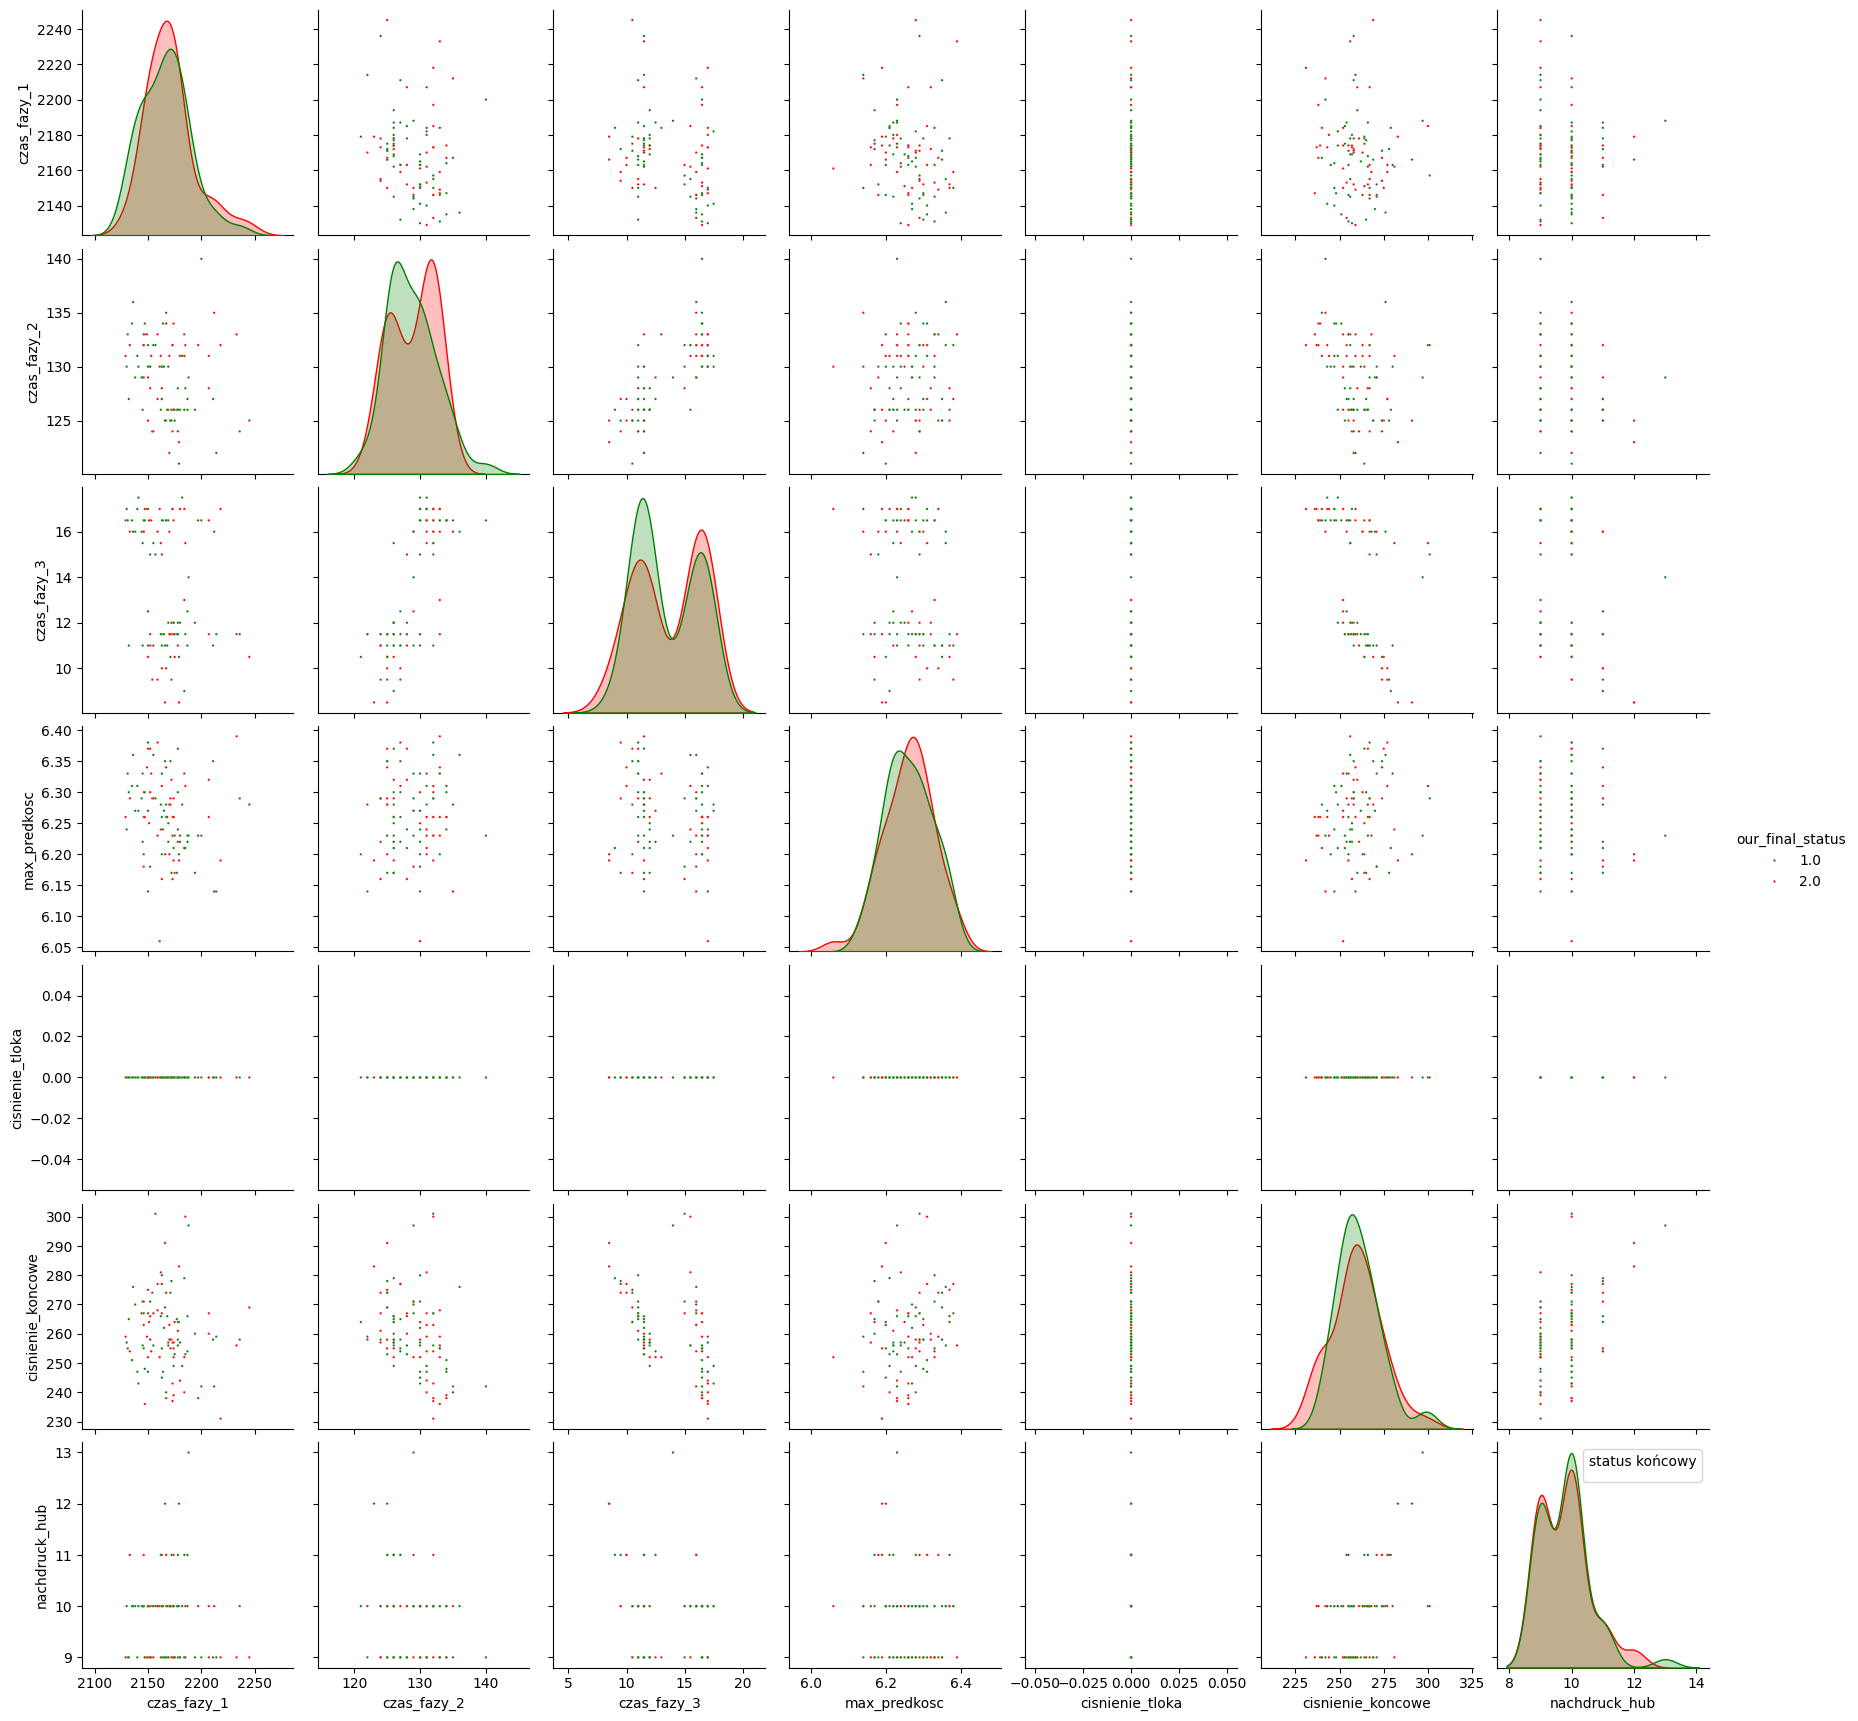 2240
2220
2200
2180
2160
2140
czas_fazy_1
140
135
130
125
czas_fazy_2
16
14
12
10
czas_fazy_3
6.40
6.35
6.30
6.25
6.20
6.15
6.10
6.05
max_predkosc
our_final_status
1.0
2.0
0.04
0.02
0.00
−0.02
−0.04
cisnienie_tloka
300
290
280
270
260
250
240
230
cisnienie_koncowe
13
12
11
10
9
nachdruck_hub
status końcowy
2100 2150 2200 2250
czas_fazy_1
120 130 140
czas_fazy_2
5 10 15 20
czas_fazy_3
6.0 6.2 6.4
max_predkosc
−0.050 −0.025 0.000 0.025 0.050
cisnienie_tloka
225 250 275 300 325
cisnienie_koncowe
8 10 12 14
nachdruck_hub